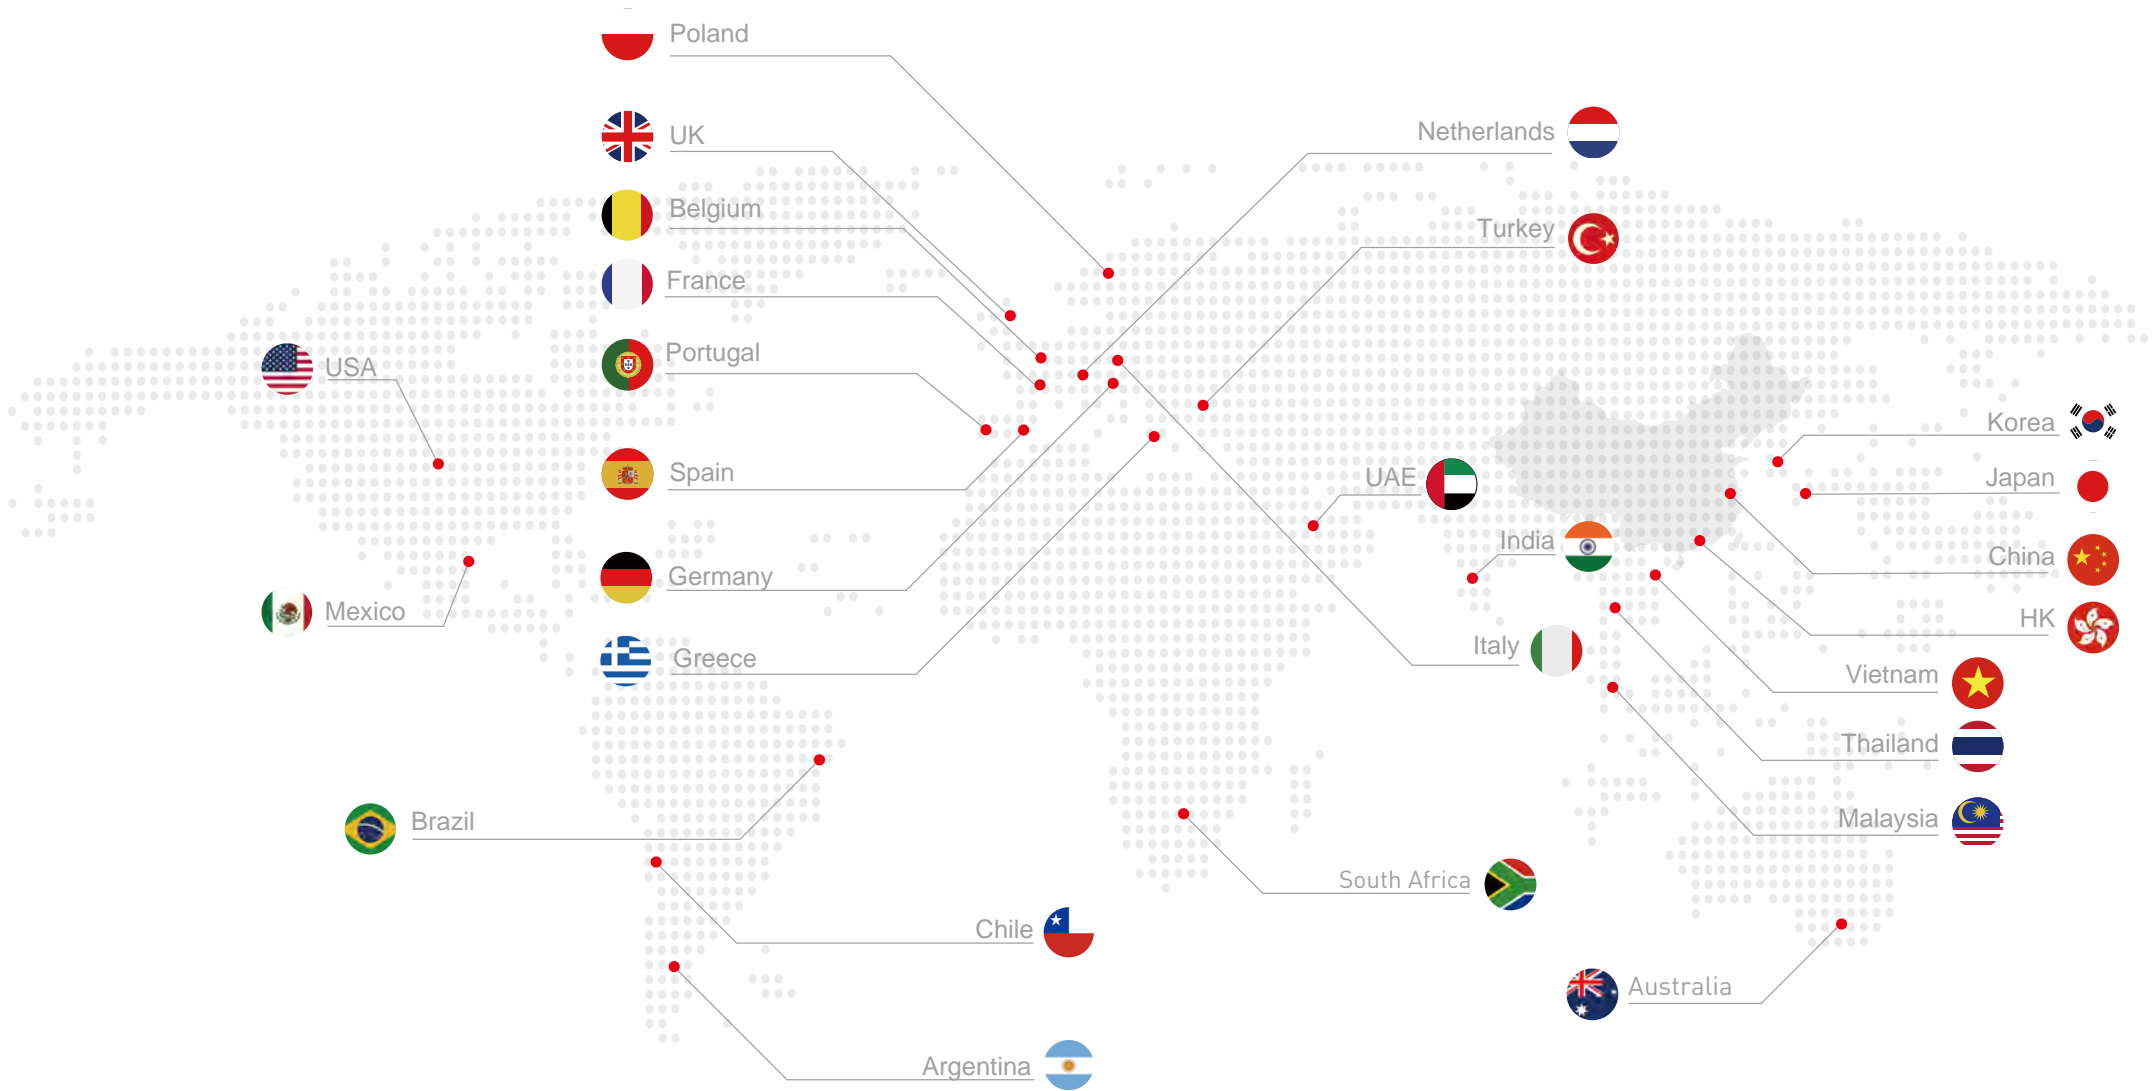 Poland
UK
Netherlands
Belgium
Turkey
France
Portugal
USA
Korea
Spain
UAE
Japan
India
China
Germany
Mexico
HK
Italy
Greece
Vietnam
Thailand
Brazil
Malaysia
South Africa
Chile
Australia
Argentina